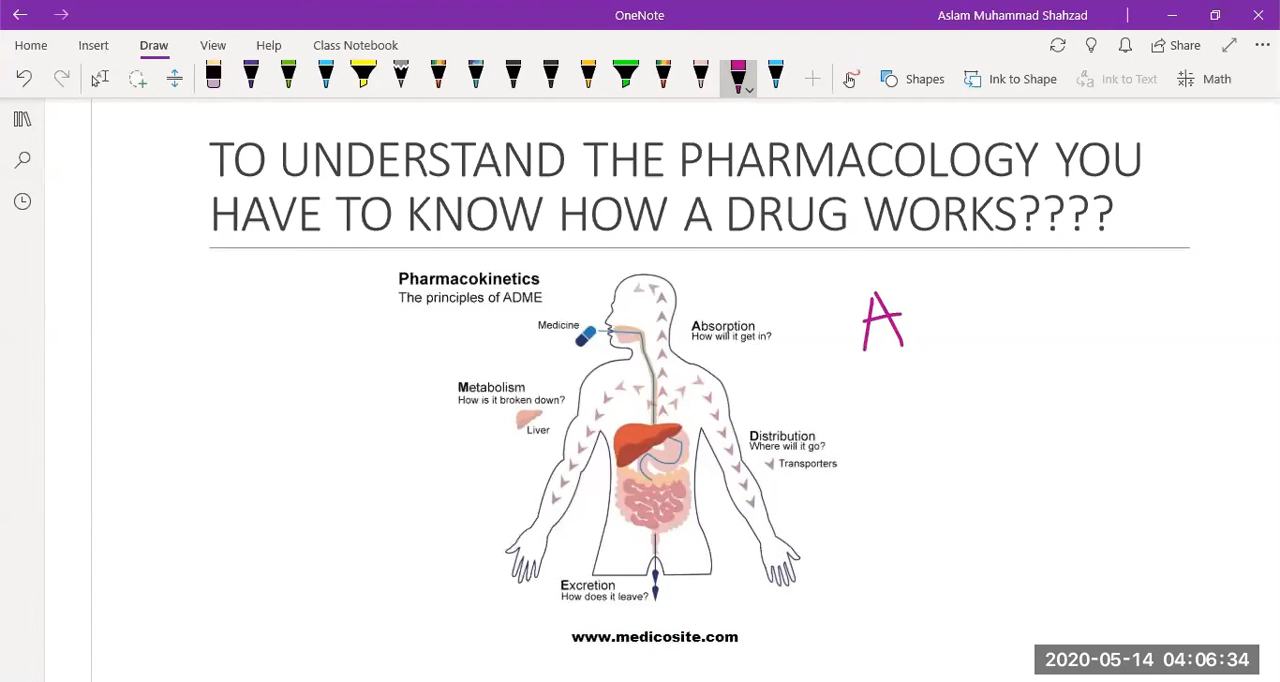 OneNote
Aslam Muhammad Shahzad
Home
Insert
Draw
View
Help
Class Notebook
Share
Shapes
Ink to Shape
Ink to Text
Math
TO UNDERSTAND THE PHARMACOLOGY YOU
HAVE TO KNOW HOW A DRUG WORKS????
Pharmacokinetics
The principles of ADME
Medicine
Absorption
How will it get in?
A
Metabolism
How is it broken down?
Liver
Distribution
Where will it go?
Transporters
Excretion
How does it leave?
www.medicosite.com
2020-05-14 04:06:34